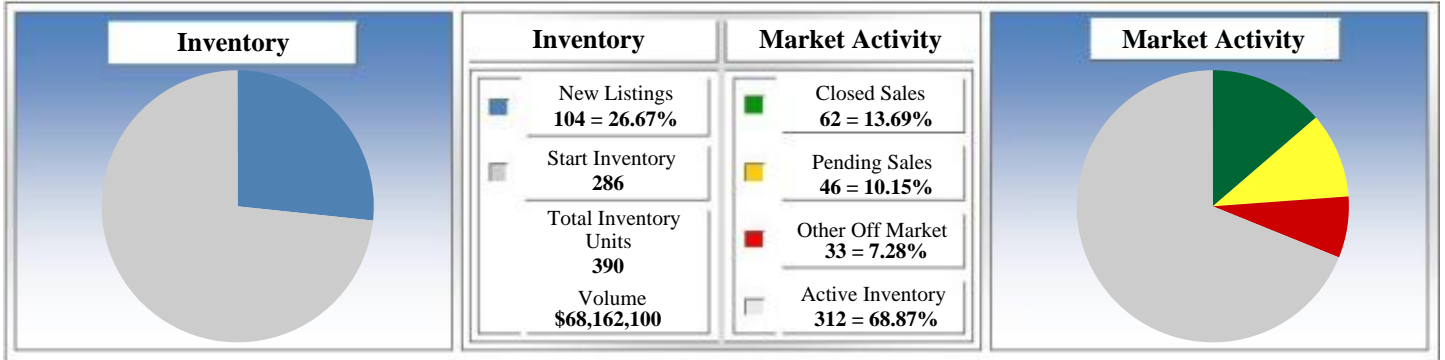 Inventory
Inventory
New Listings
104 = 26.67%
Start Inventory
286
Total Inventory
Units
390
Volume
$68,162,100
Market Activity
Closed Sales
62 = 13.69%
Pending Sales
46 = 10.15%
Other Off Market
33 = 7.28%
Active Inventory
312 = 68.87%
Market Activity